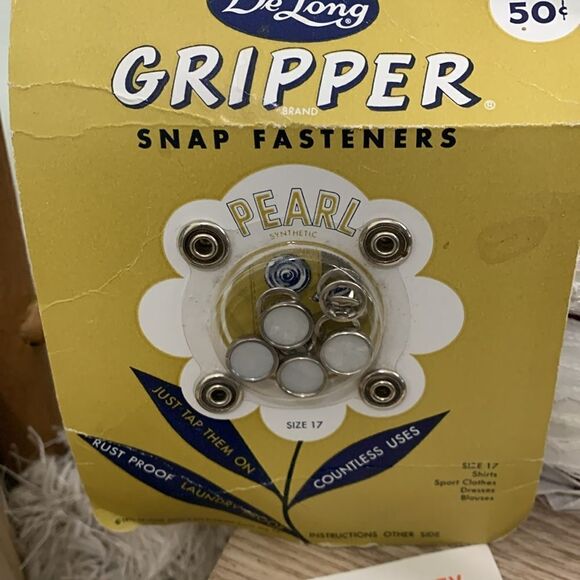 De Long®
50¢
GRIPPER®
BRAND
SNAP FASTENERS
PEARL
SYNTHETIC
SIZE 17
JUST TAP THEM ON
RUST PROOF LAUNDRY
COUNTLESS USES
SIZE 17
Shirts
Sport Clothes
Dresses
Blouses
INSTRUCTIONS OTHER SIDE